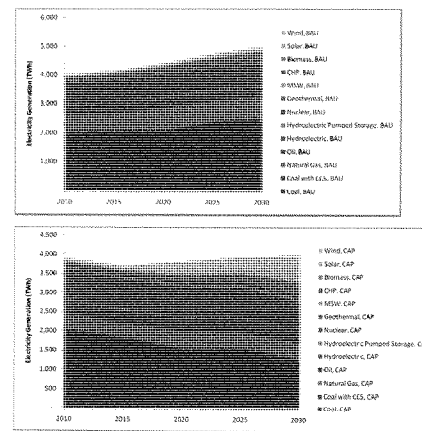 6,000
5,000
4,000
3,000
2,000
1,000
Electricity Generation (TWh)
2010 2015 2020 2025 2030
Wind, BAU
Solar, BAU
Biomass, BAU
CHP, BAU
MSW, BAU
Geothermal, BAU
Nuclear, BAU
Hydroelectric Pumped Storage, BAU
Hydroelectric, BAU
Oil, BAU
Natural Gas, BAU
Coal with CCS, BAU
Coal, BAU
4,500
4,000
3,500
3,000
2,500
2,000
1,500
1,000
500
-
Electricity Generation (TWh)
2010 2015 2020 2025 2030
Wind, CAP
Solar, CAP
Biomass, CAP
CHP, CAP
MSW, CAP
Geothermal, CAP
Nuclear, CAP
Hydroelectric Pumped Storage, C
Hydroelectric, CAP
Oil, CAP
Natural Gas, CAP
Coal with CCS, CAP
Coal, CAP